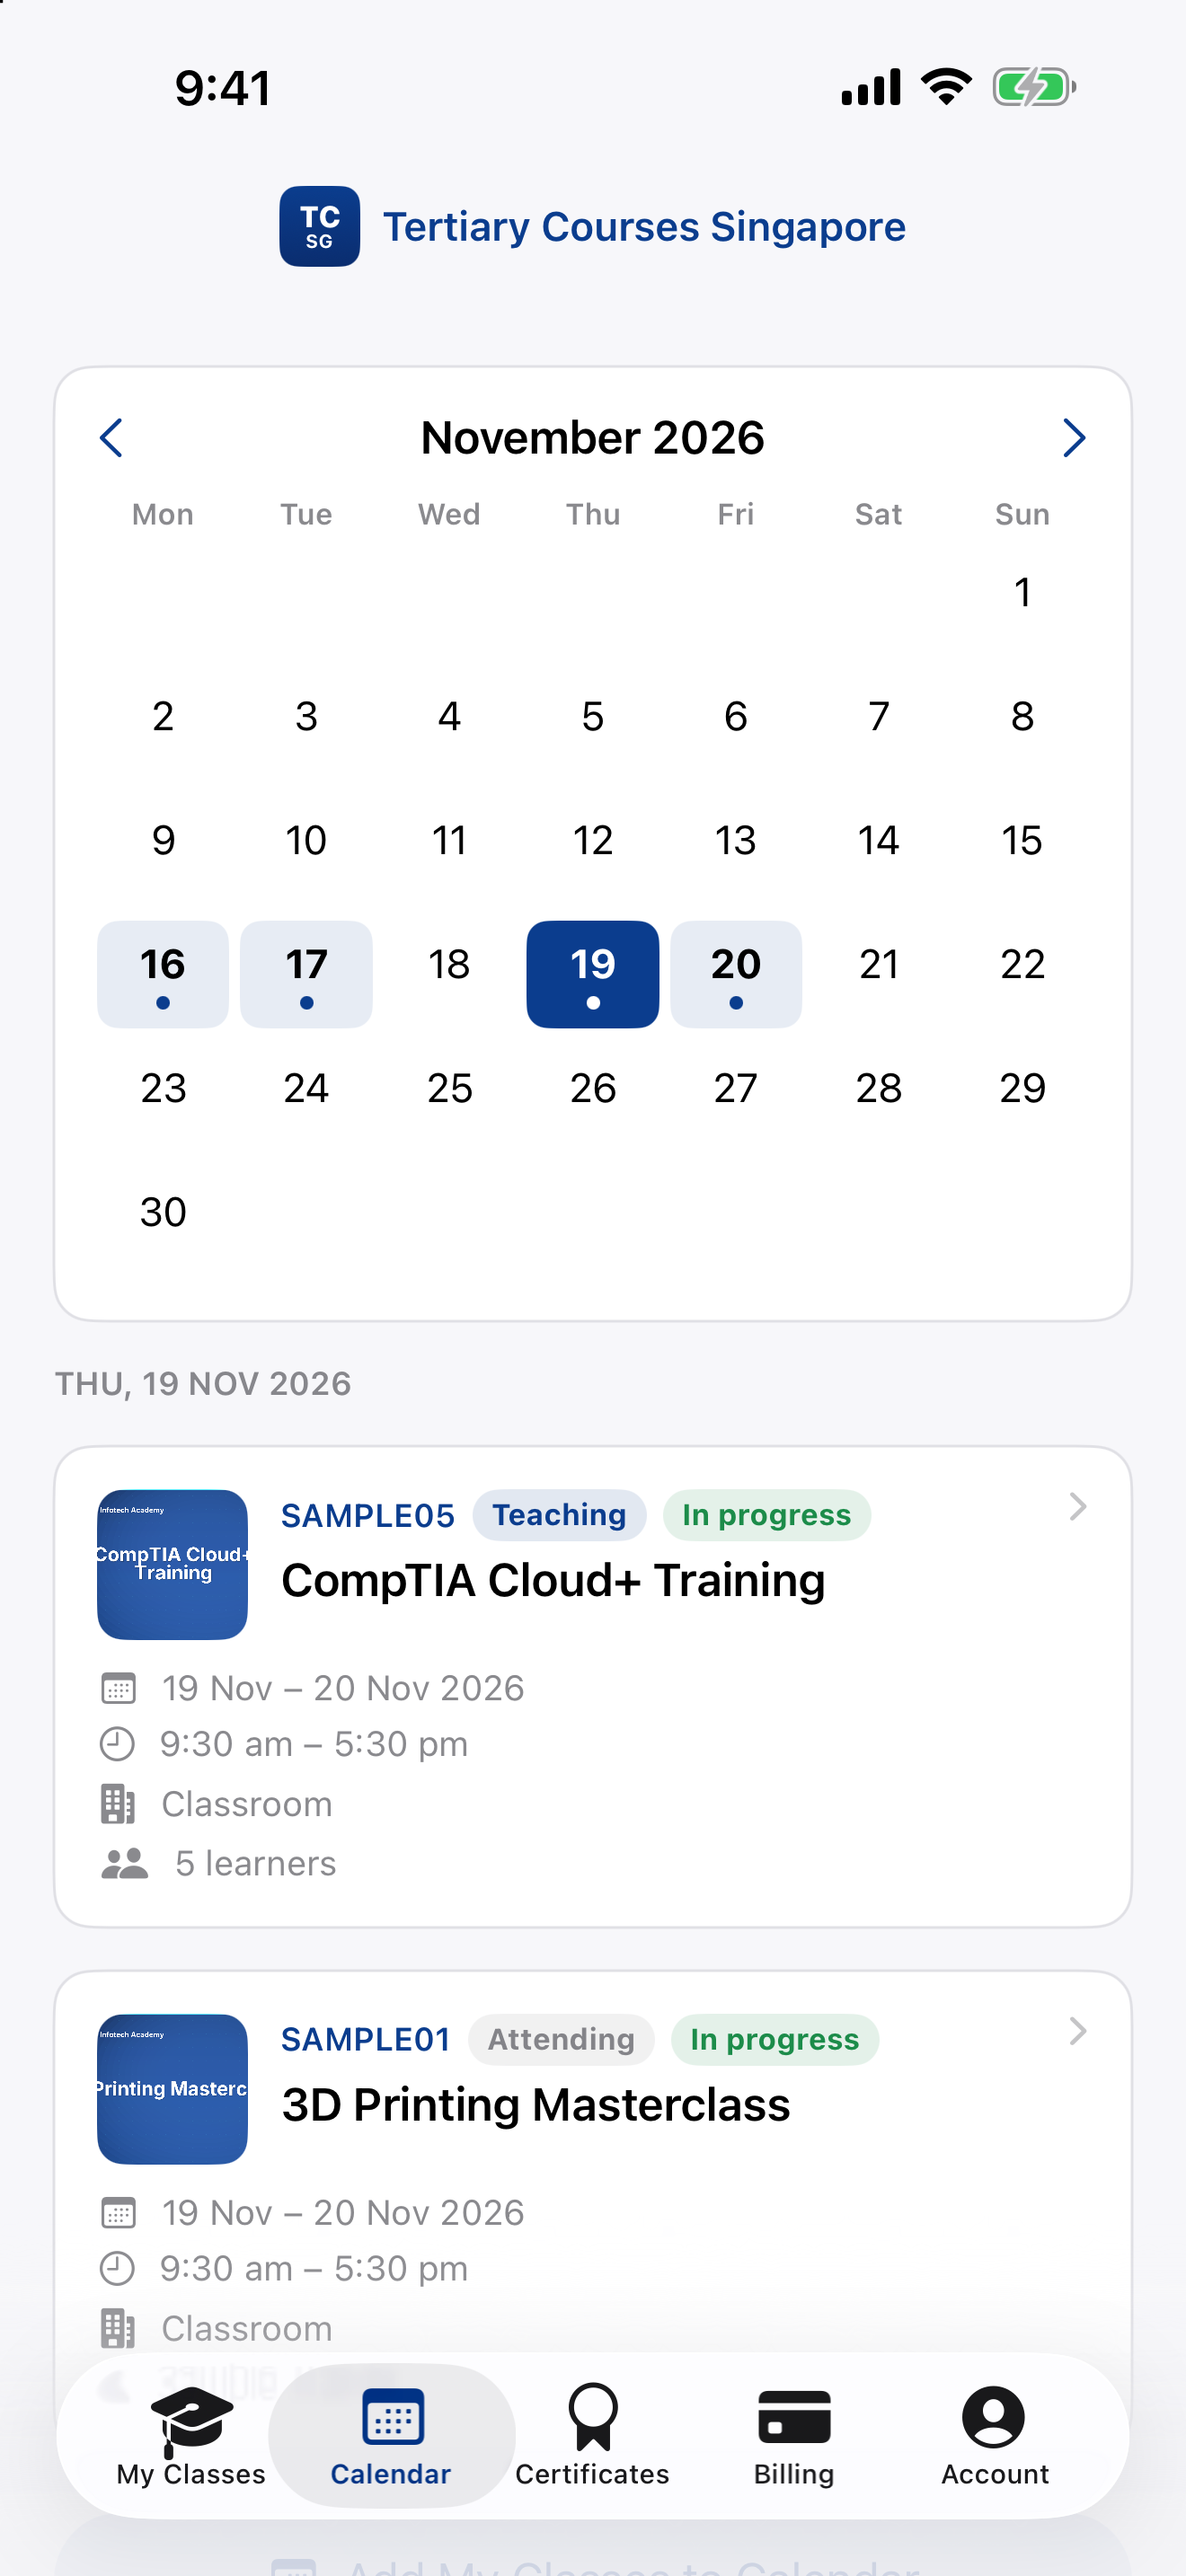 9:41
TC
SG
Tertiary Courses Singapore
November 2026
Mon Tue Wed Thu Fri Sat Sun
1
2 3 4 5 6 7 8
9 10 11 12 13 14 15
16 17 18 19 20 21 22
23 24 25 26 27 28 29
30
THU, 19 NOV 2026
Infotech Academy
CompTIA Cloud+
Training
SAMPLE05 Teaching In progress
CompTIA Cloud+ Training
19 Nov – 20 Nov 2026
9:30 am – 5:30 pm
Classroom
5 learners
Infotech Academy
Printing Masterc
SAMPLE01 Attending In progress
3D Printing Masterclass
19 Nov – 20 Nov 2026
9:30 am – 5:30 pm
Classroom
My Classes Calendar Certificates Billing Account
Add My Classes to Calendar